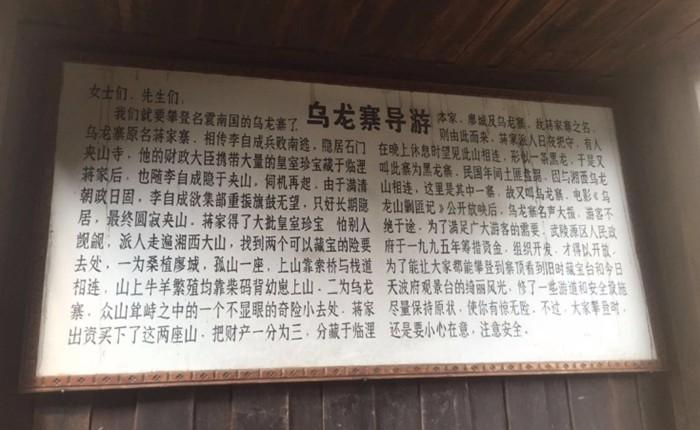 乌龙寨导游
女士们、先生们,
我们就要攀登名震南国的乌龙寨了.
乌龙寨原名蒋家寨.相传李自成兵败南逃,隐居石门
夹山寺,他的财政大臣携带大量的皇室珍宝藏于临澧
蒋家后,也随李自成隐于夹山,伺机再起.由于满清
朝政日固,李自成欲集部重振旗鼓无望,只好长期隐
居,最终圆寂夹山.蒋家得了大批皇室珍宝 怕别人
觊觎,派人走遍湘西大山,找到两个可以藏宝的险要
去处,一为桑植廖城,孤山一座,上山靠索桥与栈道
相连,山上牛羊繁殖均靠柴码背幼崽上山.二为乌龙
寨,众山耸峙之中的一个不显眼的奇险小去处.蒋家
出资买下了这两座山.把财产一分为三,分藏于临澧
本家、廖城及乌龙寨,故蒋家寨之名,
则由此而来.蒋家派人日夜把守,有人
在晚上休息时望见此山相连,形似一条黑龙,于是又
叫此寨为黑龙寨,民国年间土匪盘踞,因与湘西乌龙
山相连,这里是其中一寨,故又叫乌龙寨.电影《乌
龙山剿匪记》公开放映后,乌龙寨名声大振,游客不
绝于途.为了满足广大游客的需要,武陵源区人民政
府于一九九五年筹措资金,组织开发,才得以开放.
为了能让大家都能攀登到寨顶看到旧时藏宝台和今日
天波府观景台的绮丽风光,修了一些游道和安全设施
尽量保持原状,使你有惊无险.不过,大家攀登时,
还是要小心在意,注意安全.